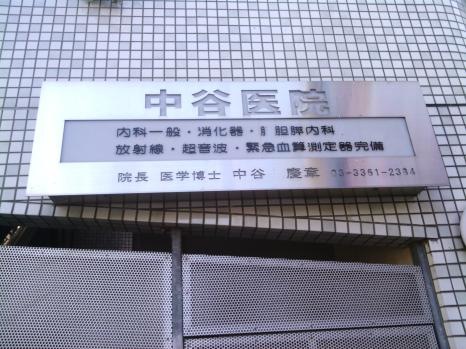 中谷医院
内科一般・消化器・肝胆膵内科
放射線・超音波・緊急血算測定器完備
院長 医学博士 中谷 慶章 03-3361-2334